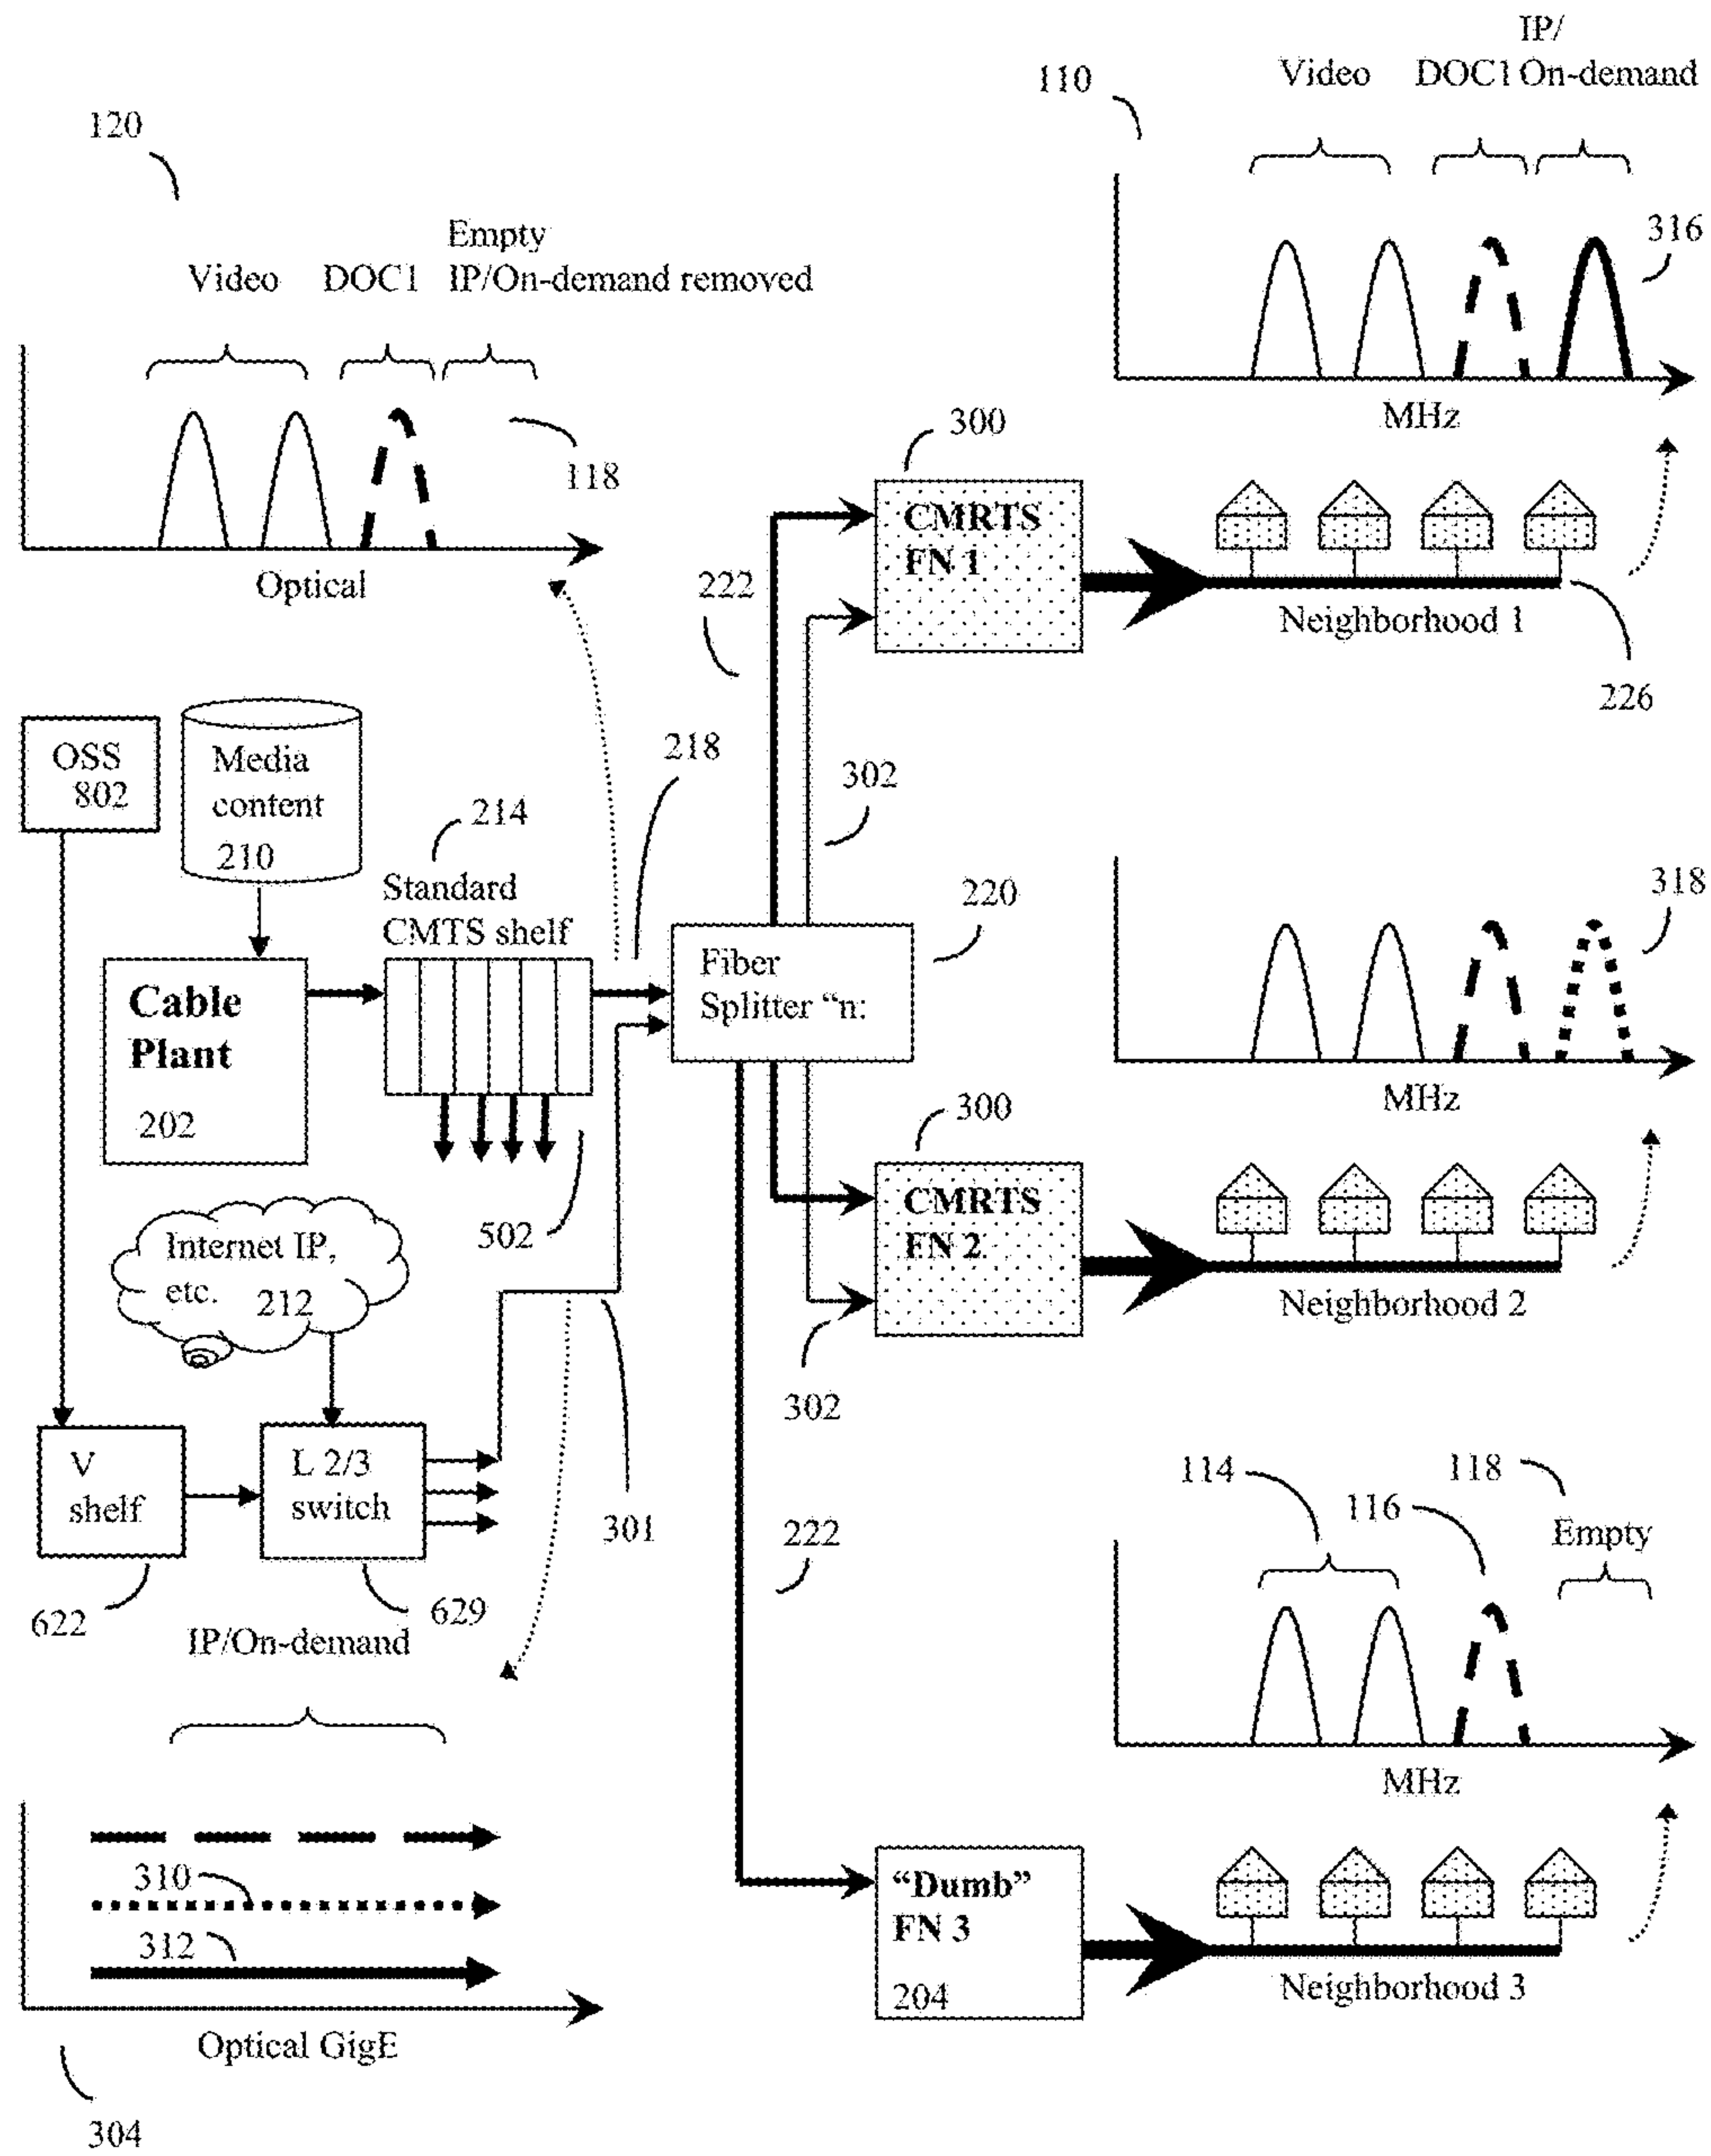 IP/
Video DOC1 On-demand
110
120
316
Empty
Video DOC1 IP/On-demand removed
118
MHz
Optical
300
CMRTS
FN 1
222
Neighborhood 1
226
OSS
802
Media
content
210
218
302
214
Standard
CMTS shelf
220
318
Fiber
Splitter “n:
Cable
Plant
202
MHz
300
CMRTS
FN 2
502
Internet IP,
etc. 212
Neighborhood 2
302
V
shelf
L 2/3
switch
301
114
118
116
Empty
222
622
629
IP/On-demand
MHz
310
312
“Dumb”
FN 3
204
Neighborhood 3
Optical GigE
304